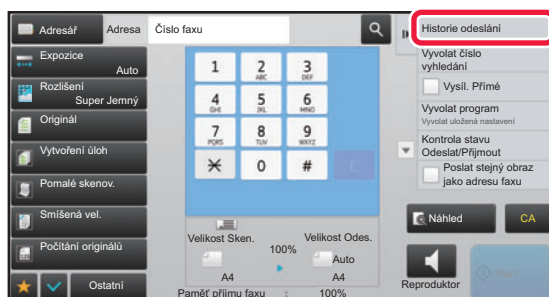 Adresář
Adresa
Číslo faxu
Expozice
Auto
Rozlišení
Super Jemný
Originál
Vytvoření úloh
Pomalé skenov.
Smíšená vel.
Počítání originálů
Ostatní
1
2
ABC
3
DEF
4
GHI
5
JKL
6
MNO
7
PQRS
8
TUV
9
WXYZ
0
#
C
Velikost Sken.
100%
Velikost Odes.
Auto
A4
A4
Paměť příjmu faxu : 100%
Historie odeslání
Vyvolat číslo
vyhledání
Vysíl. Přímé
Vyvolat program
Vyvolat uložená nastavení
Kontrola stavu
Odeslat/Přijmout
Poslat stejný obraz
jako adresu faxu
Náhled
CA
Reproduktor
Start